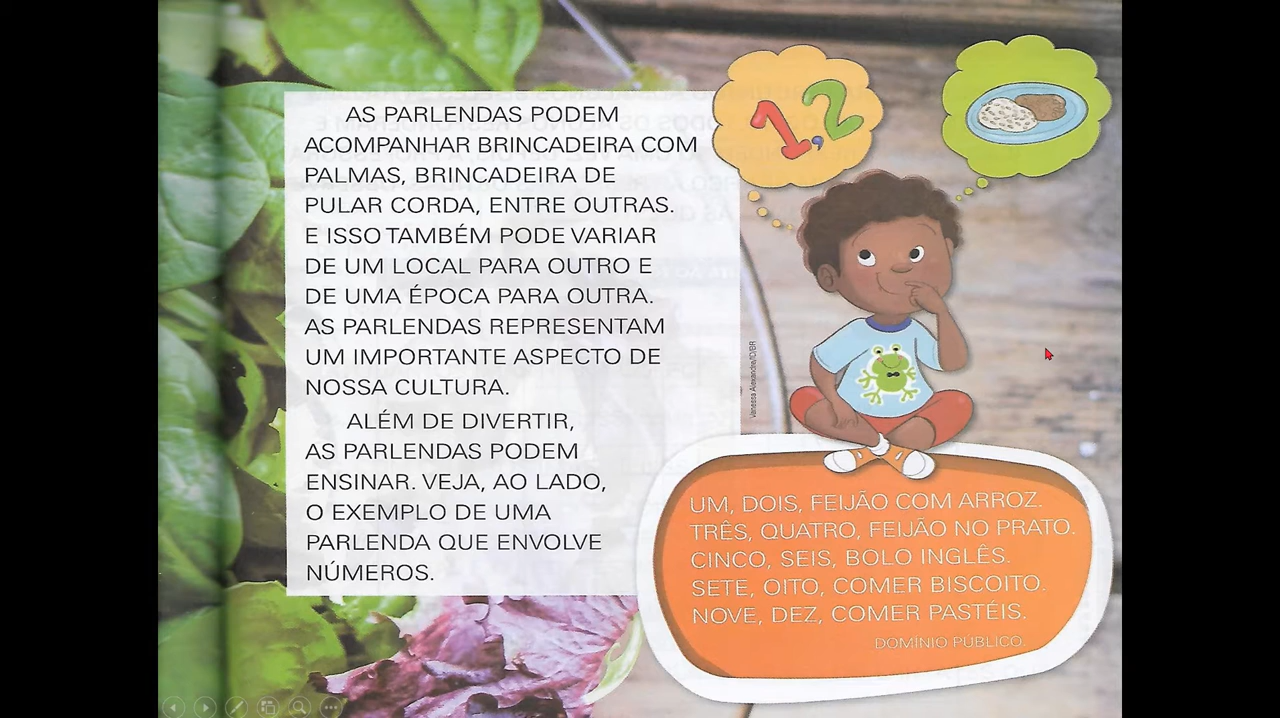 AS PARLENDAS PODEM
ACOMPANHAR BRINCADEIRA COM
PALMAS, BRINCADEIRA DE
PULAR CORDA, ENTRE OUTRAS.
E ISSO TAMBÉM PODE VARIAR
DE UM LOCAL PARA OUTRO E
DE UMA ÉPOCA PARA OUTRA.
AS PARLENDAS REPRESENTAM
UM IMPORTANTE ASPECTO DE
NOSSA CULTURA.
ALÉM DE DIVERTIR,
AS PARLENDAS PODEM
ENSINAR. VEJA, AO LADO,
O EXEMPLO DE UMA
PARLENDA QUE ENVOLVE
NÚMEROS.
1, 2
Vanessa Alexandre/ID/BR
UM, DOIS, FEIJÃO COM ARROZ.
TRÊS, QUATRO, FEIJÃO NO PRATO.
CINCO, SEIS, BOLO INGLÊS.
SETE, OITO, COMER BISCOITO.
NOVE, DEZ, COMER PASTÉIS.
DOMÍNIO PÚBLICO.